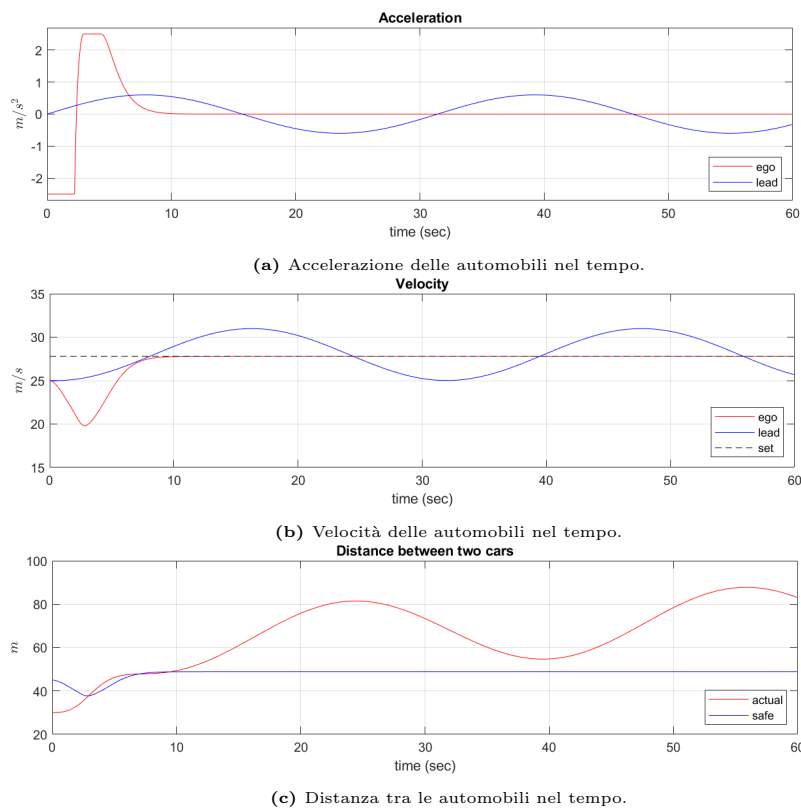 Acceleration
m/s²
2
1
0
-1
-2
ego
lead
0 10 20 30 40 50 60
time (sec)
(a) Accelerazione delle automobili nel tempo.
Velocity
m/s
35
30
25
20
15
ego
lead
set
0 10 20 30 40 50 60
time (sec)
(b) Velocità delle automobili nel tempo.
Distance between two cars
m
100
80
60
40
20
actual
safe
0 10 20 30 40 50 60
time (sec)
(c) Distanza tra le automobili nel tempo.